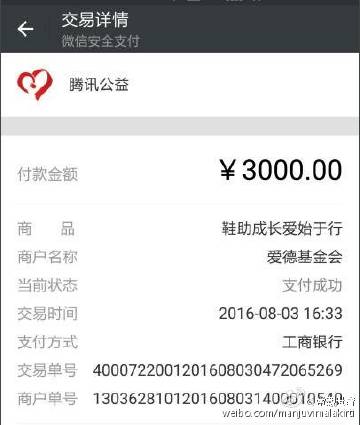 交易详情
微信安全支付
腾讯公益
付款金额 ￥3000.00
商 品 鞋助成长爱始于行
商户名称 爱德基金会
当前状态 支付成功
交易时间 2016-08-03 16:33
支付方式 工商银行
交易单号 4000722001201608030472065269
商户单号 1303628101201608031400010540
weibo.com/manjuvimalakirti